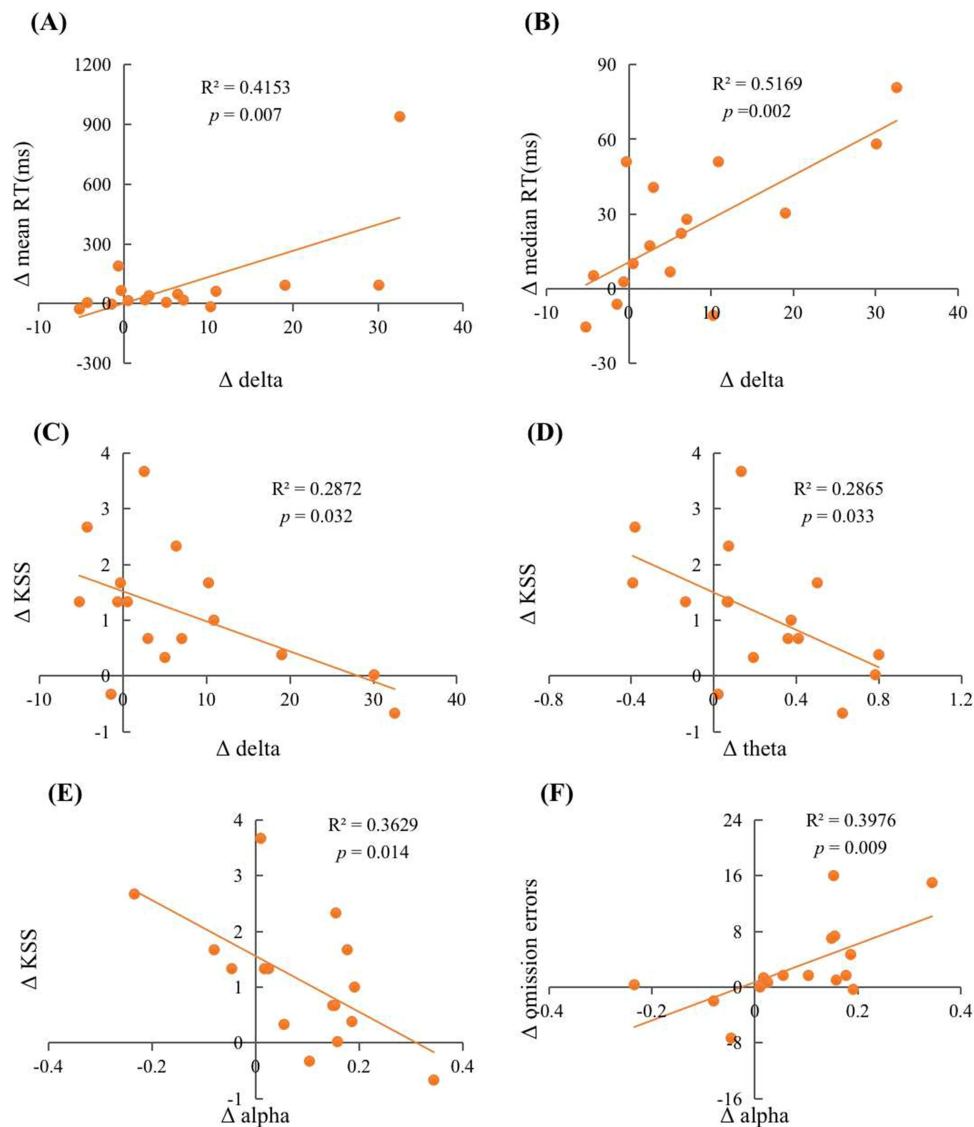 (A)
R² = 0.4153
p = 0.007
Δ mean RT(ms)
1200
900
600
300
0
-300
-10
0
10
20
30
40
Δ delta
(B)
R² = 0.5169
p =0.002
Δ median RT(ms)
90
60
30
0
-30
-10
0
10
20
30
40
Δ delta
(C)
R² = 0.2872
p = 0.032
Δ KSS
4
3
2
1
0
-1
-10
0
10
20
30
40
Δ delta
(D)
R² = 0.2865
p = 0.033
Δ KSS
4
3
2
1
0
-1
-0.8
-0.4
0
0.4
0.8
1.2
Δ theta
(E)
R² = 0.3629
p = 0.014
Δ KSS
4
3
2
1
0
-1
-0.4
-0.2
0
0.2
0.4
Δ alpha
(F)
R² = 0.3976
p = 0.009
Δ omission errors
24
16
8
0
-8
-16
-0.4
-0.2
0
0.2
0.4
Δ alpha